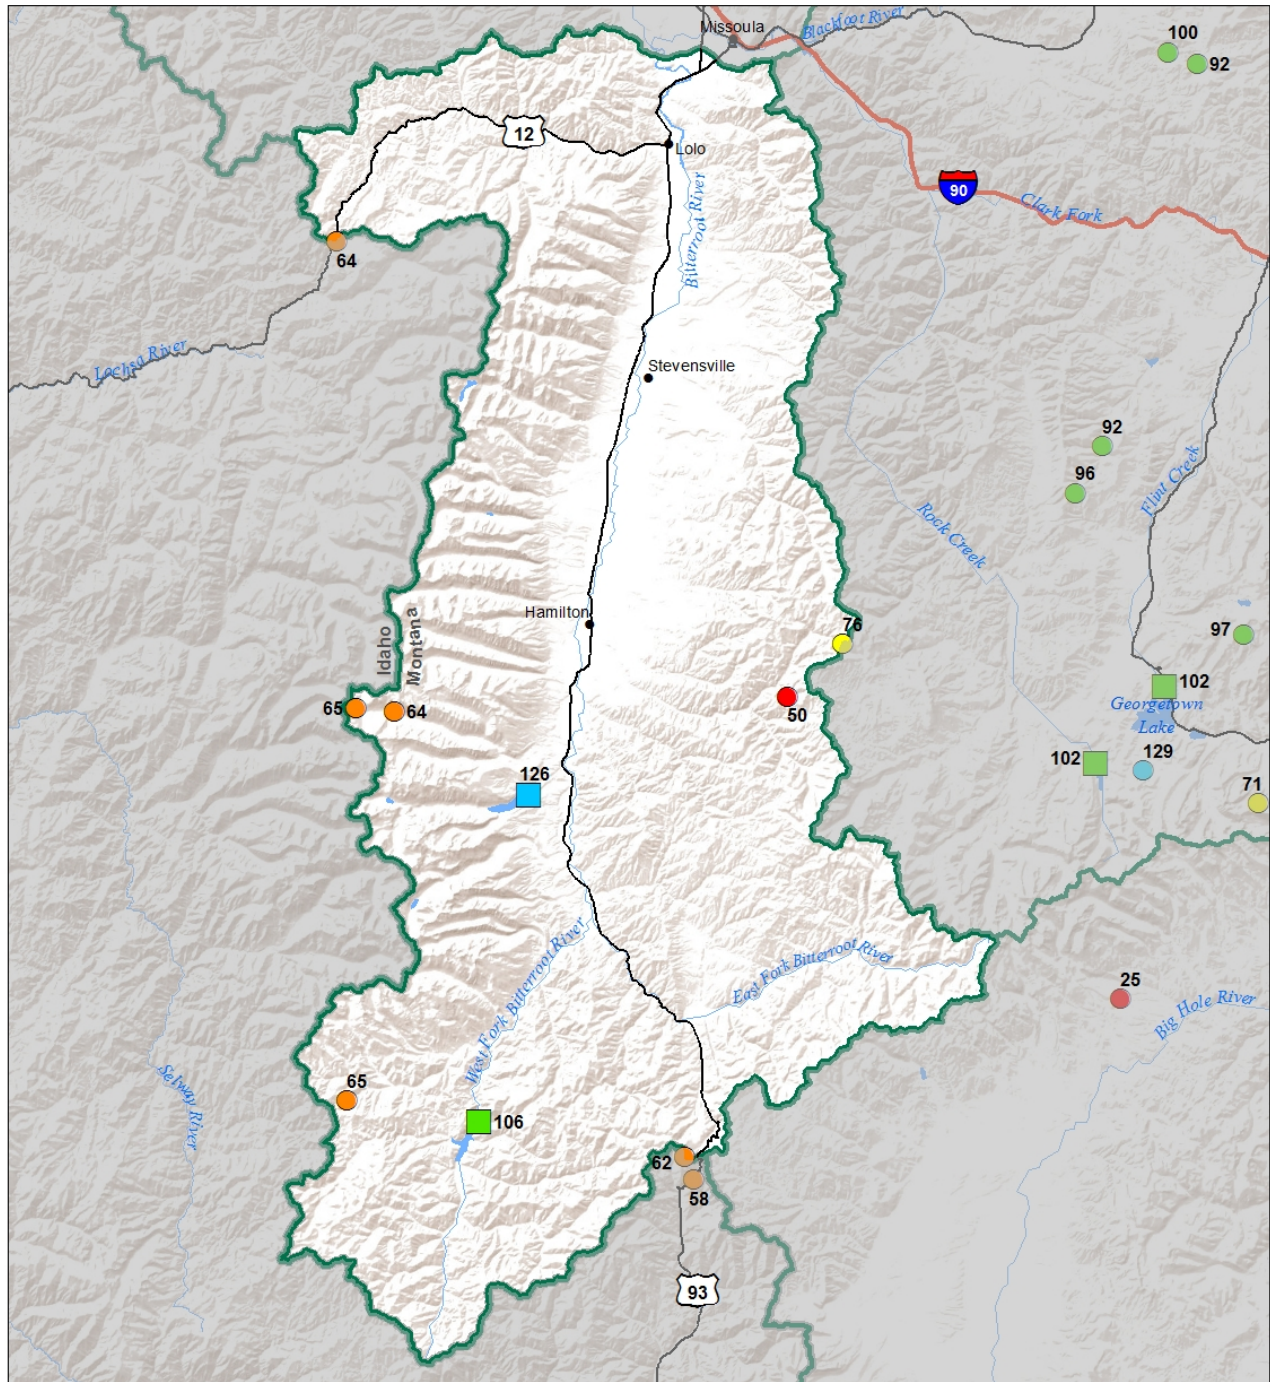 Missoula
Blackfoot River
100
92
12
Lolo
90
Clark Fork
Bitterroot River
64
Lochsa River
Stevensville
92
96
Flint Creek
Rock Creek
Hamilton
Idaho
Montana
76
97
102
Georgetown
Lake
65
64
50
126
102
129
71
West Fork Bitterroot River
East Fork Bitterroot River
25
Big Hole River
Selway River
65
106
62
58
93